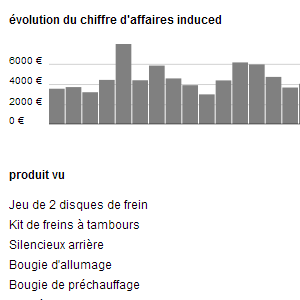 évolution du chiffre d'affaires induced
6000 €
4000 €
2000 €
0 €
produit vu
Jeu de 2 disques de frein
Kit de freins à tambours
Silencieux arrière
Bougie d'allumage
Bougie de préchauffage